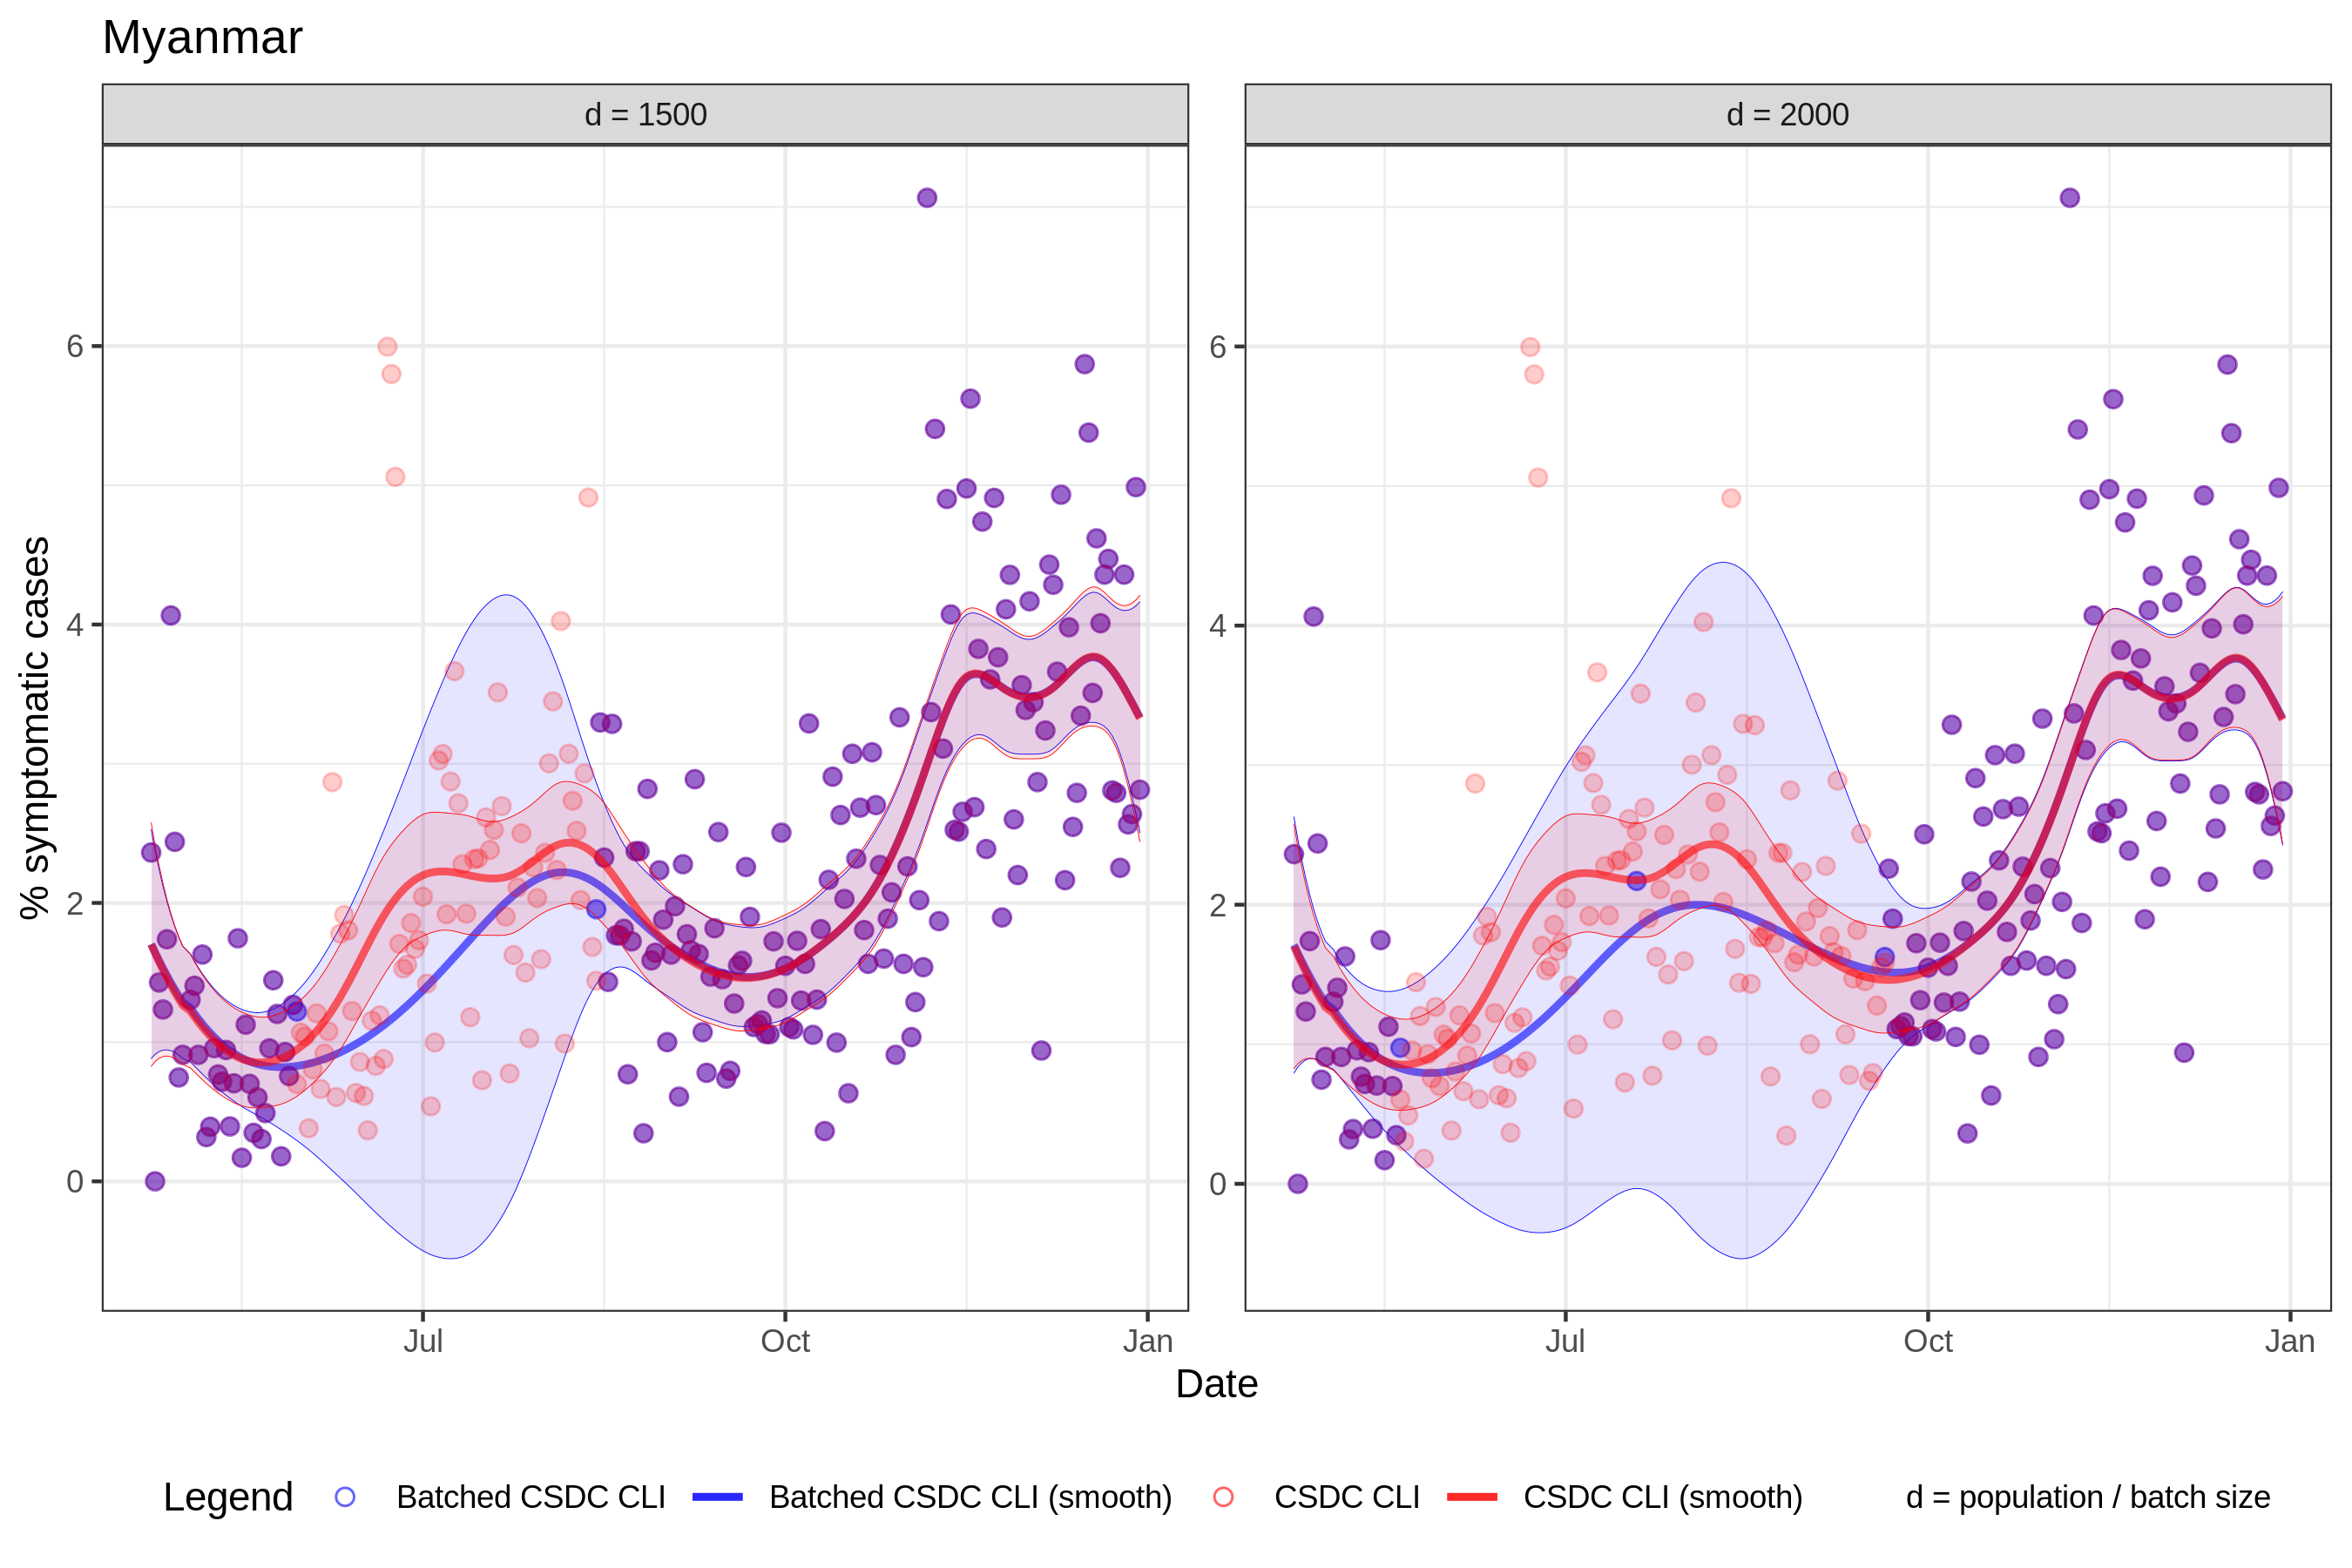 Myanmar
d = 1500
d = 2000
% symptomatic cases
6
4
2
0
6
4
2
0
Jul
Oct
Jan
Jul
Oct
Jan
Date
Legend
Batched CSDC CLI
Batched CSDC CLI (smooth)
CSDC CLI
CSDC CLI (smooth)
d = population / batch size